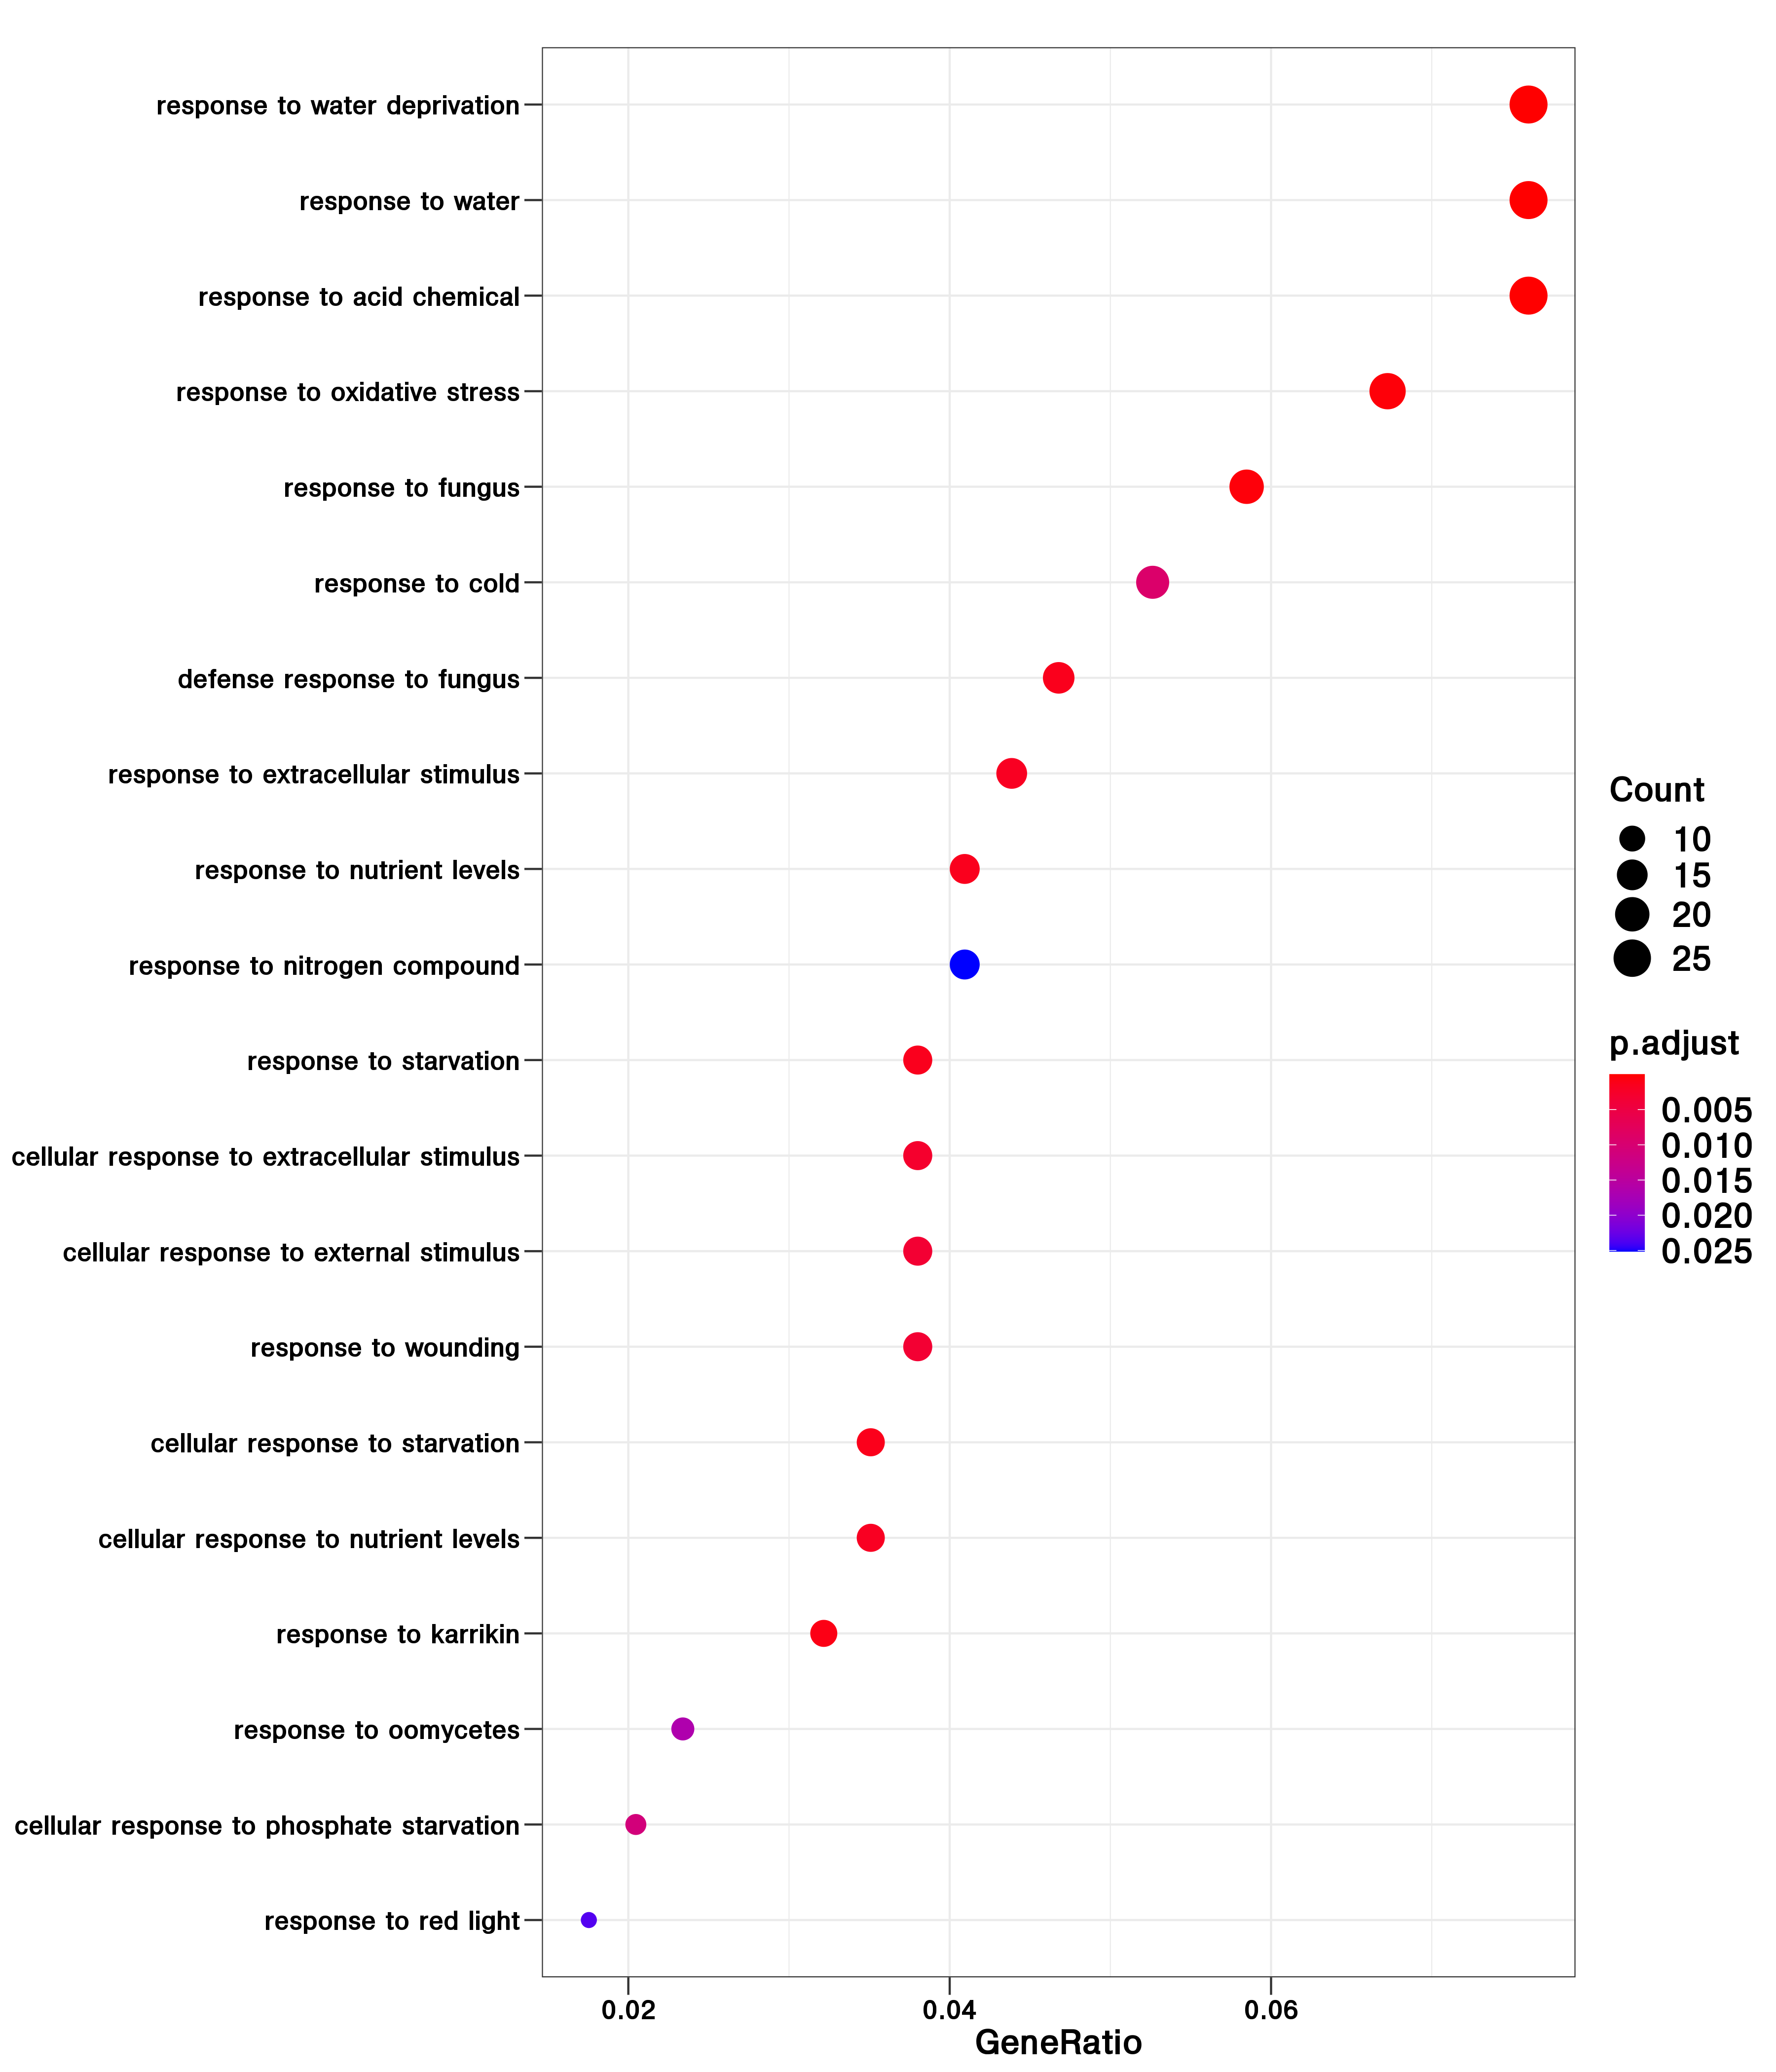 response to water deprivation
response to water
response to acid chemical
response to oxidative stress
response to fungus
response to cold
defense response to fungus
response to extracellular stimulus
response to nutrient levels
response to nitrogen compound
response to starvation
cellular response to extracellular stimulus
cellular response to external stimulus
response to wounding
cellular response to starvation
cellular response to nutrient levels
response to karrikin
response to oomycetes
cellular response to phosphate starvation
response to red light
0.02 0.04 0.06
GeneRatio
Count
10
15
20
25
p.adjust
0.005
0.010
0.015
0.020
0.025